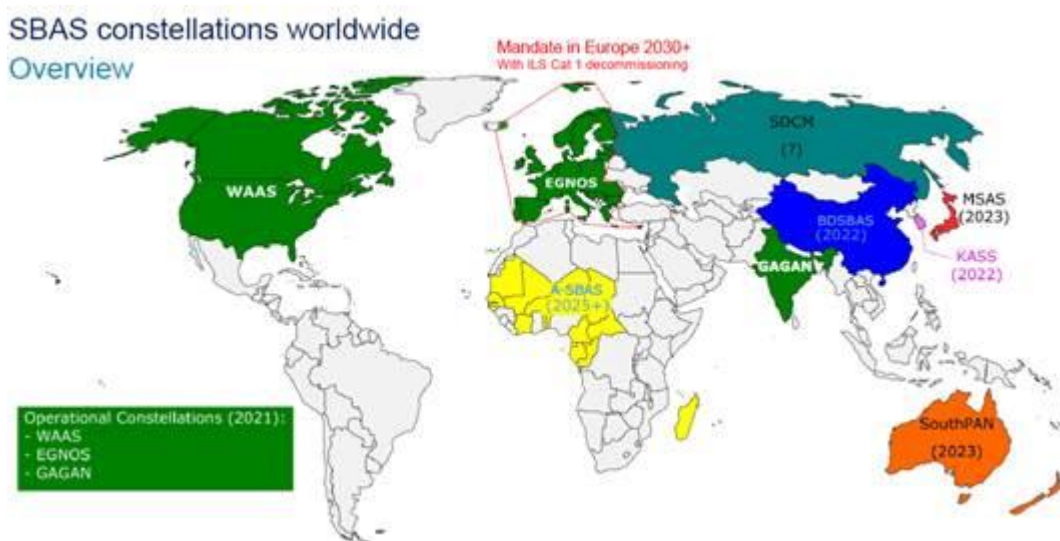 SBAS constellations worldwide
Overview
Mandate in Europe 2030+
With ILS Cat 1 decommissioning
SDCM
(?)
WAAS
EGNOS
MSAS
(2023)
BDSBAS
(2022)
KASS
(2022)
GAGAN
A-SBAS
(2025+)
Operational Constellations (2021):
- WAAS
- EGNOS
- GAGAN
SouthPAN
(2023)